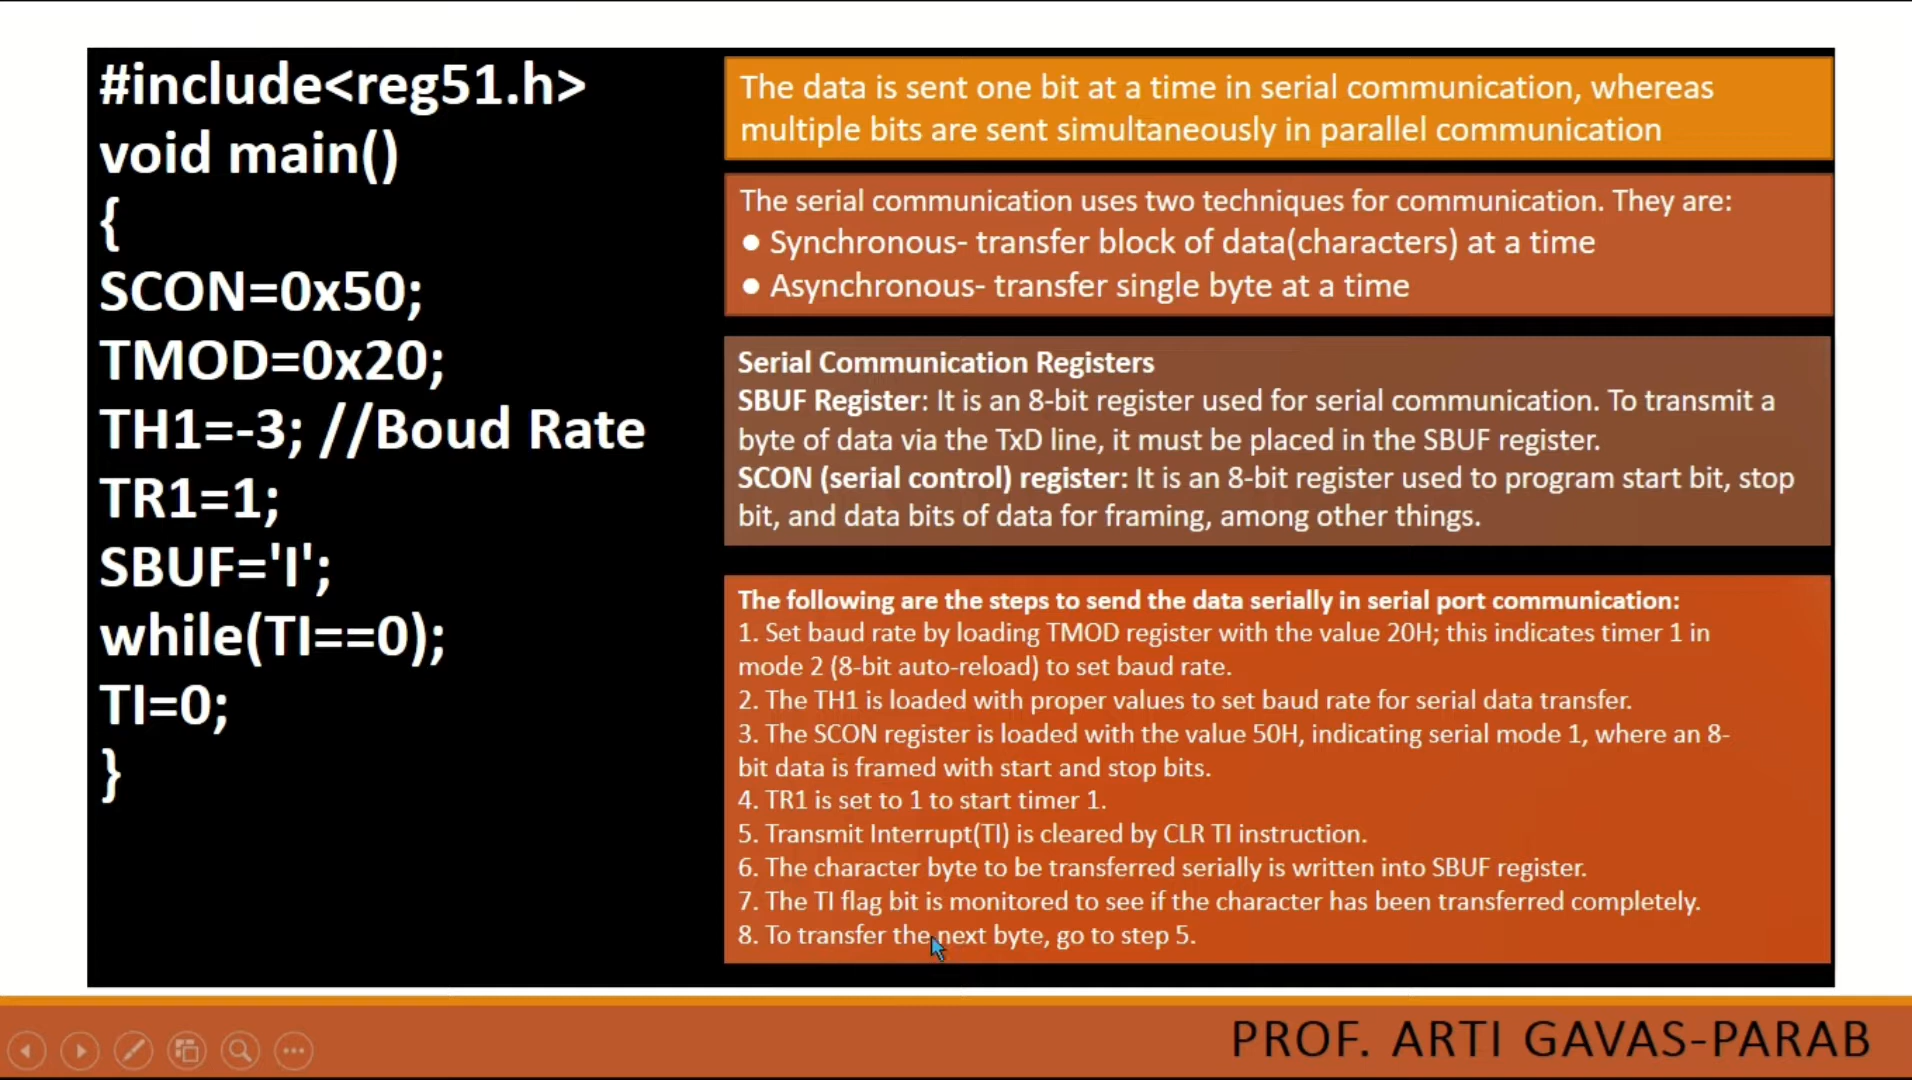 #include<reg51.h>
void main()
{
SCON=0x50;
TMOD=0x20;
TH1=-3; //Boud Rate
TR1=1;
SBUF='I';
while(TI==0);
TI=0;
}
The data is sent one bit at a time in serial communication, whereas
multiple bits are sent simultaneously in parallel communication
The serial communication uses two techniques for communication. They are:
● Synchronous- transfer block of data(characters) at a time
● Asynchronous- transfer single byte at a time
Serial Communication Registers
SBUF Register: It is an 8-bit register used for serial communication. To transmit a
byte of data via the TxD line, it must be placed in the SBUF register.
SCON (serial control) register: It is an 8-bit register used to program start bit, stop
bit, and data bits of data for framing, among other things.
The following are the steps to send the data serially in serial port communication:
1. Set baud rate by loading TMOD register with the value 20H; this indicates timer 1 in
mode 2 (8-bit auto-reload) to set baud rate.
2. The TH1 is loaded with proper values to set baud rate for serial data transfer.
3. The SCON register is loaded with the value 50H, indicating serial mode 1, where an 8-
bit data is framed with start and stop bits.
4. TR1 is set to 1 to start timer 1.
5. Transmit Interrupt(TI) is cleared by CLR TI instruction.
6. The character byte to be transferred serially is written into SBUF register.
7. The TI flag bit is monitored to see if the character has been transferred completely.
8. To transfer the next byte, go to step 5.
PROF. ARTI GAVAS-PARAB